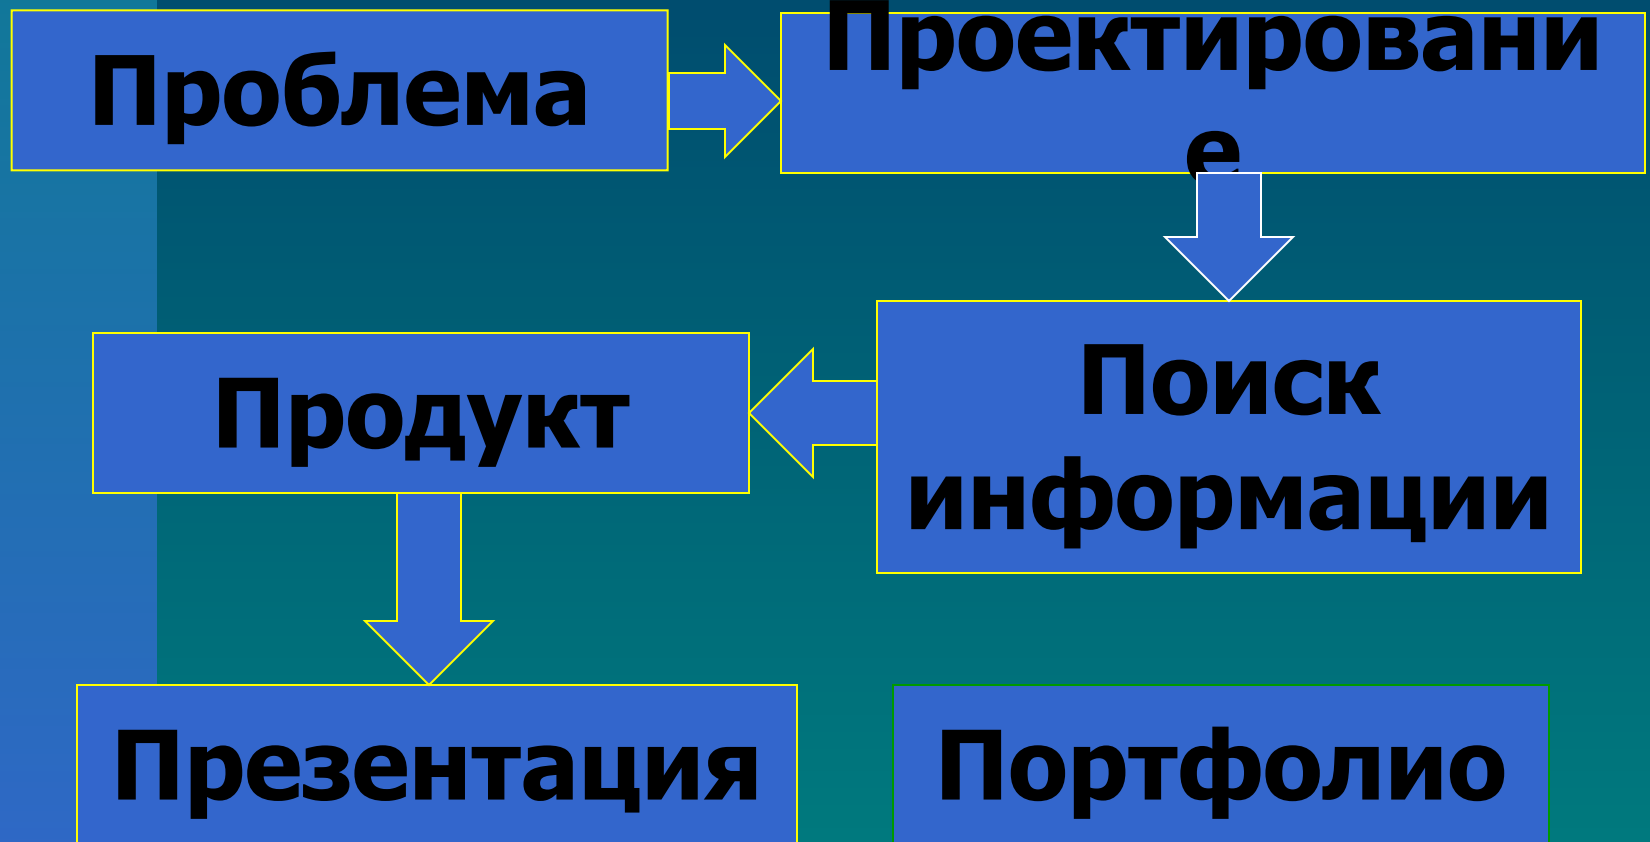 Проблема
Проектировани
е
Продукт
Поиск
информации
Презентация
Портфолио